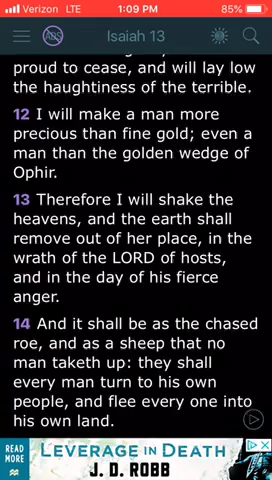 Verizon LTE 1:09 PM 85%
ADS Isaiah 13
proud to cease, and will lay low
the haughtiness of the terrible.
12 I will make a man more
precious than fine gold; even a
man than the golden wedge of
Ophir.
13 Therefore I will shake the
heavens, and the earth shall
remove out of her place, in the
wrath of the LORD of hosts,
and in the day of his fierce
anger.
14 And it shall be as the chased
roe, and as a sheep that no
man taketh up: they shall
every man turn to his own
people, and flee every one into
his own land.
READ
MORE
LEVERAGE IN DEATH
J. D. ROBB